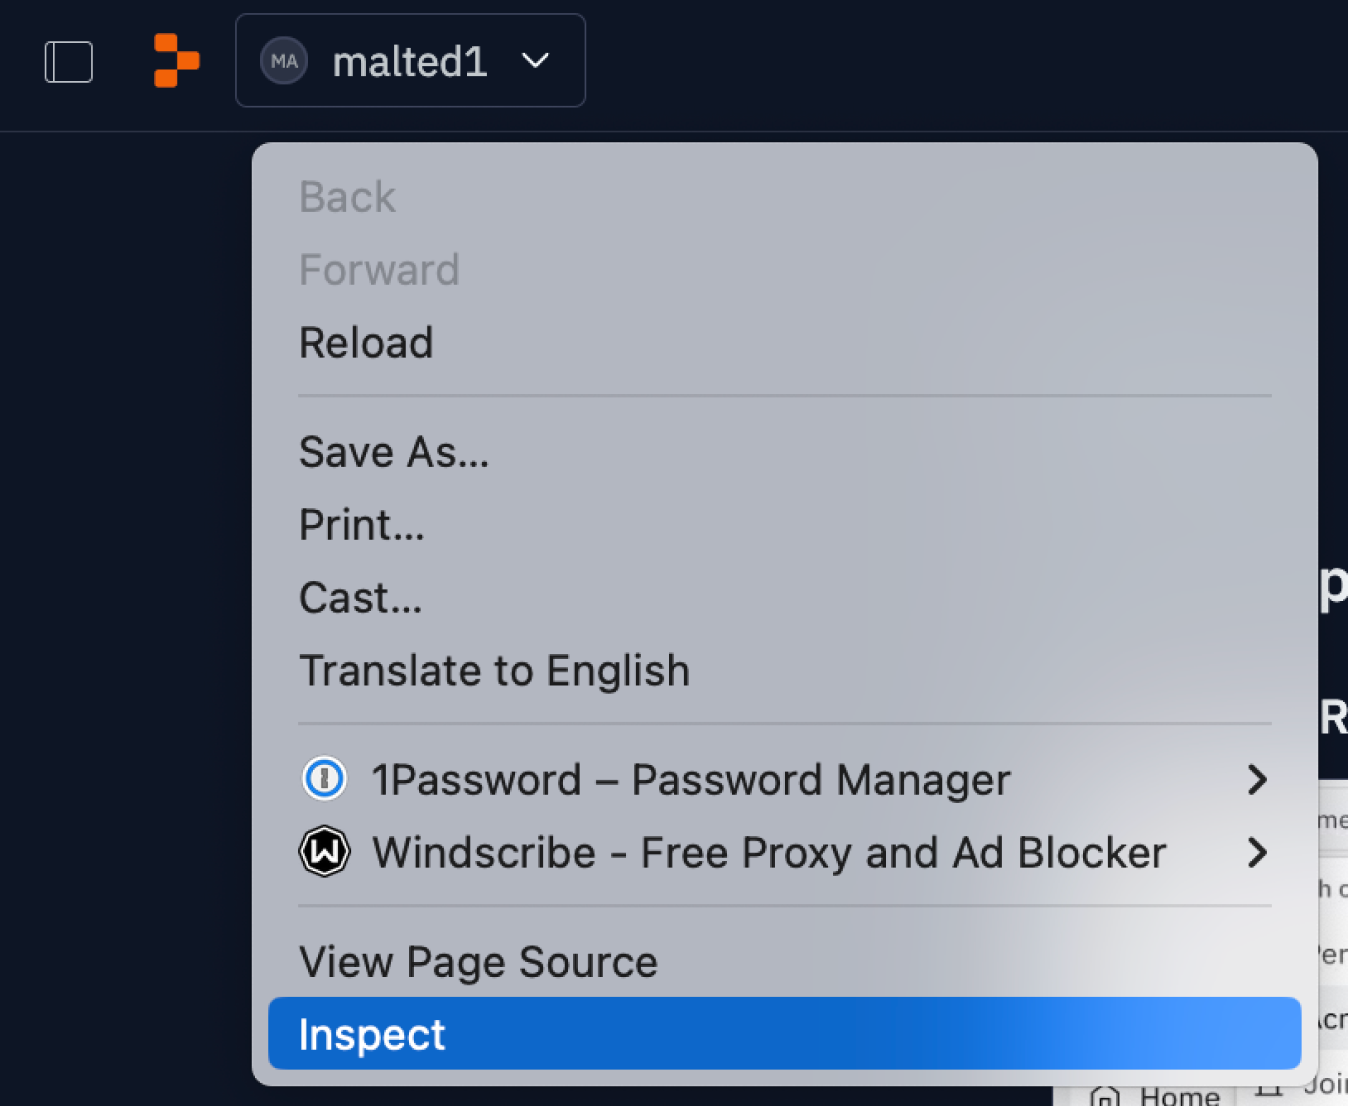 MA malted1
Back
Forward
Reload
Save As...
Print...
Cast...
Translate to English
1Password – Password Manager
Windscribe - Free Proxy and Ad Blocker
View Page Source
Inspect
Home